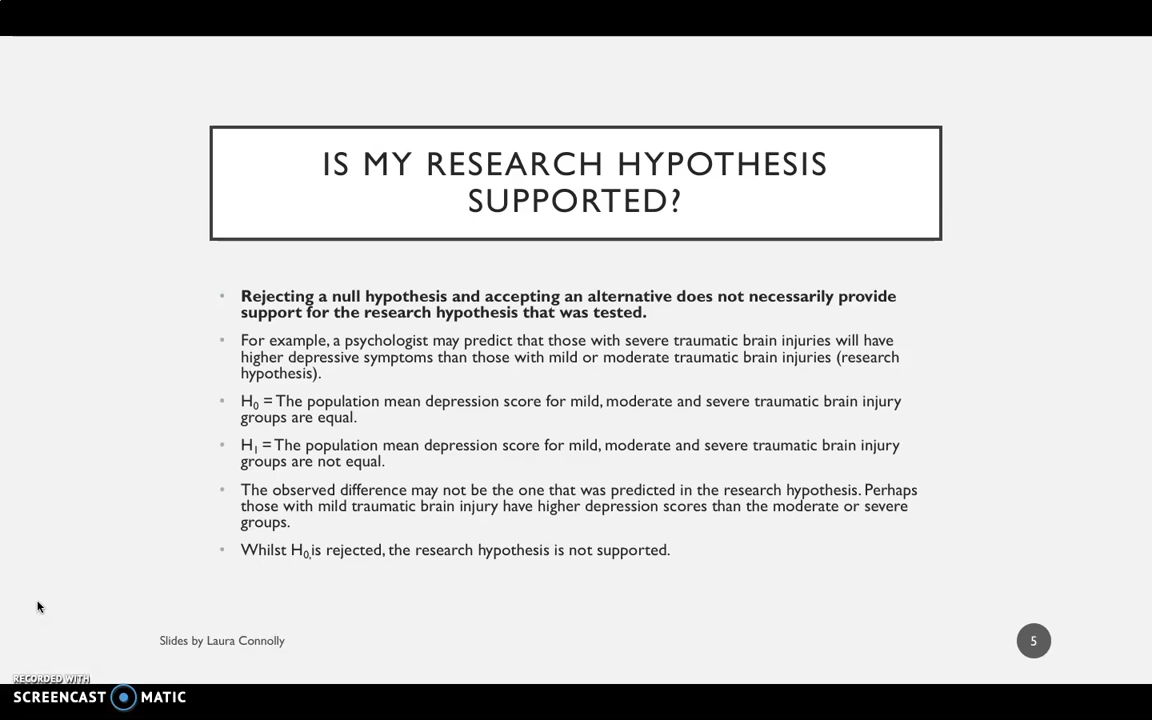 IS MY RESEARCH HYPOTHESIS
SUPPORTED?
• Rejecting a null hypothesis and accepting an alternative does not necessarily provide
support for the research hypothesis that was tested.
• For example, a psychologist may predict that those with severe traumatic brain injuries will have
higher depressive symptoms than those with mild or moderate traumatic brain injuries (research
hypothesis).
• H₀ = The population mean depression score for mild, moderate and severe traumatic brain injury
groups are equal.
• H₁ = The population mean depression score for mild, moderate and severe traumatic brain injury
groups are not equal.
• The observed difference may not be the one that was predicted in the research hypothesis. Perhaps
those with mild traumatic brain injury have higher depression scores than the moderate or severe
groups.
• Whilst H₀, is rejected, the research hypothesis is not supported.
Slides by Laura Connolly
5
RECORDED WITH
SCREENCAST MATIC